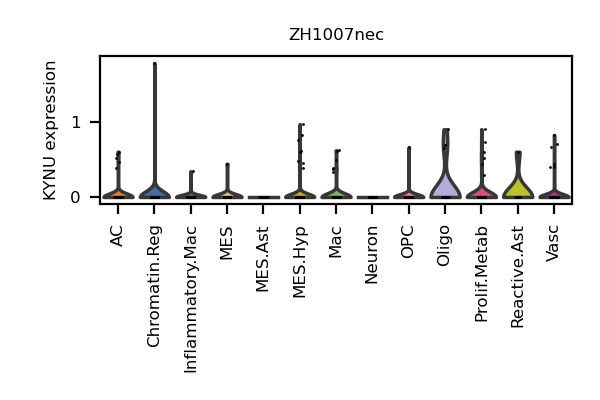 ZH1007nec
KYNU expression
1
0
AC
Chromatin.Reg
Inflammatory.Mac
MES
MES.Ast
MES.Hyp
Mac
Neuron
OPC
Oligo
Prolif.Metab
Reactive.Ast
Vasc